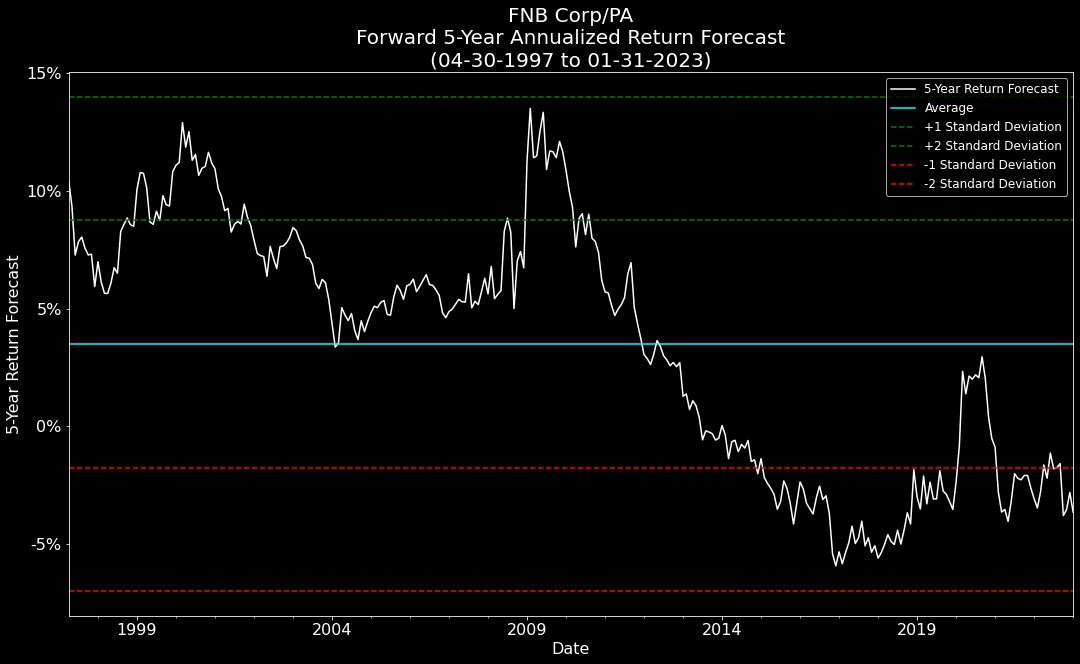 FNB Corp/PA
Forward 5-Year Annualized Return Forecast
(04-30-1997 to 01-31-2023)
15%
10%
5%
0%
-5%
5-Year Return Forecast
5-Year Return Forecast
Average
+1 Standard Deviation
+2 Standard Deviation
-1 Standard Deviation
-2 Standard Deviation
1999 2004 2009 2014 2019
Date